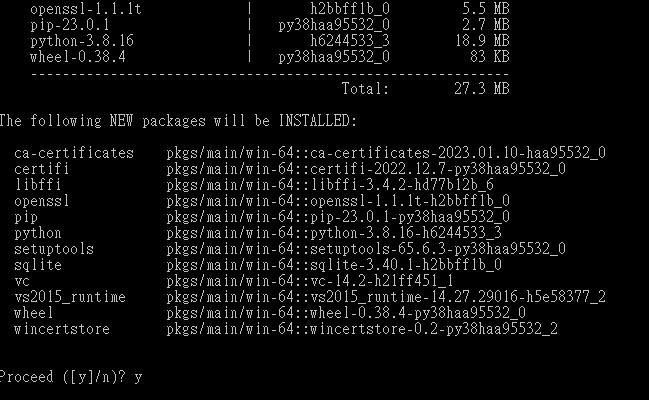 openssl-1.1.1t             |       h2bbff1b_0         5.5 MB
pip-23.0.1                 |   py38haa95532_0         2.7 MB
python-3.8.16              |       h6244533_3        18.9 MB
wheel-0.38.4               |   py38haa95532_0          83 KB
------------------------------------------------------------
Total:        27.3 MB
The following NEW packages will be INSTALLED:
ca-certificates    pkgs/main/win-64::ca-certificates-2023.01.10-haa95532_0
certifi            pkgs/main/win-64::certifi-2022.12.7-py38haa95532_0
libffi             pkgs/main/win-64::libffi-3.4.2-hd77b12b_6
openssl            pkgs/main/win-64::openssl-1.1.1t-h2bbff1b_0
pip                pkgs/main/win-64::pip-23.0.1-py38haa95532_0
python             pkgs/main/win-64::python-3.8.16-h6244533_3
setuptools         pkgs/main/win-64::setuptools-65.6.3-py38haa95532_0
sqlite             pkgs/main/win-64::sqlite-3.40.1-h2bbff1b_0
vc                 pkgs/main/win-64::vc-14.2-h21ff451_1
vs2015_runtime     pkgs/main/win-64::vs2015_runtime-14.27.29016-h5e58377_2
wheel              pkgs/main/win-64::wheel-0.38.4-py38haa95532_0
wincertstore       pkgs/main/win-64::wincertstore-0.2-py38haa95532_2
Proceed ([y]/n)? y